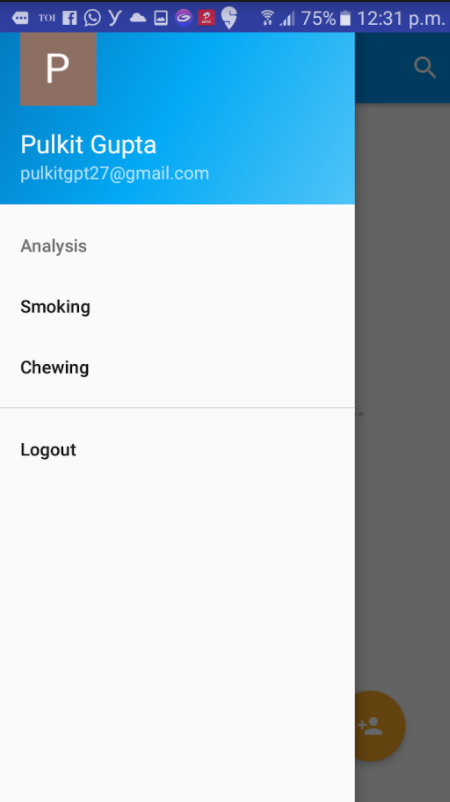 TOI 75% 12:31 p.m.
P
Pulkit Gupta
pulkitgpt27@gmail.com
Analysis
Smoking
Chewing
Logout